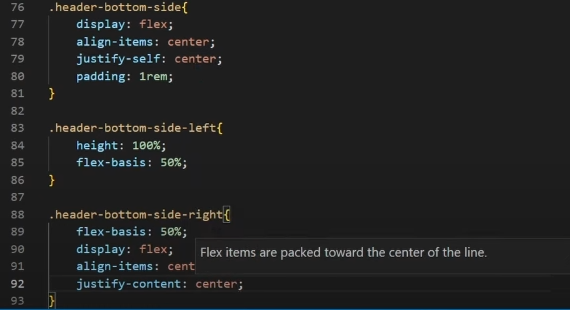 76 .header-bottom-side{
77 display: flex;
78 align-items: center;
79 justify-self: center;
80 padding: 1rem;
81 }
82
83 .header-bottom-side-left{
84 height: 100%;
85 flex-basis: 50%;
86 }
87
88 .header-bottom-side-right{
89 flex-basis: 50%;
90 display: flex;
Flex items are packed toward the center of the line.
91 align-items: cent
92 justify-content: center;
93 }